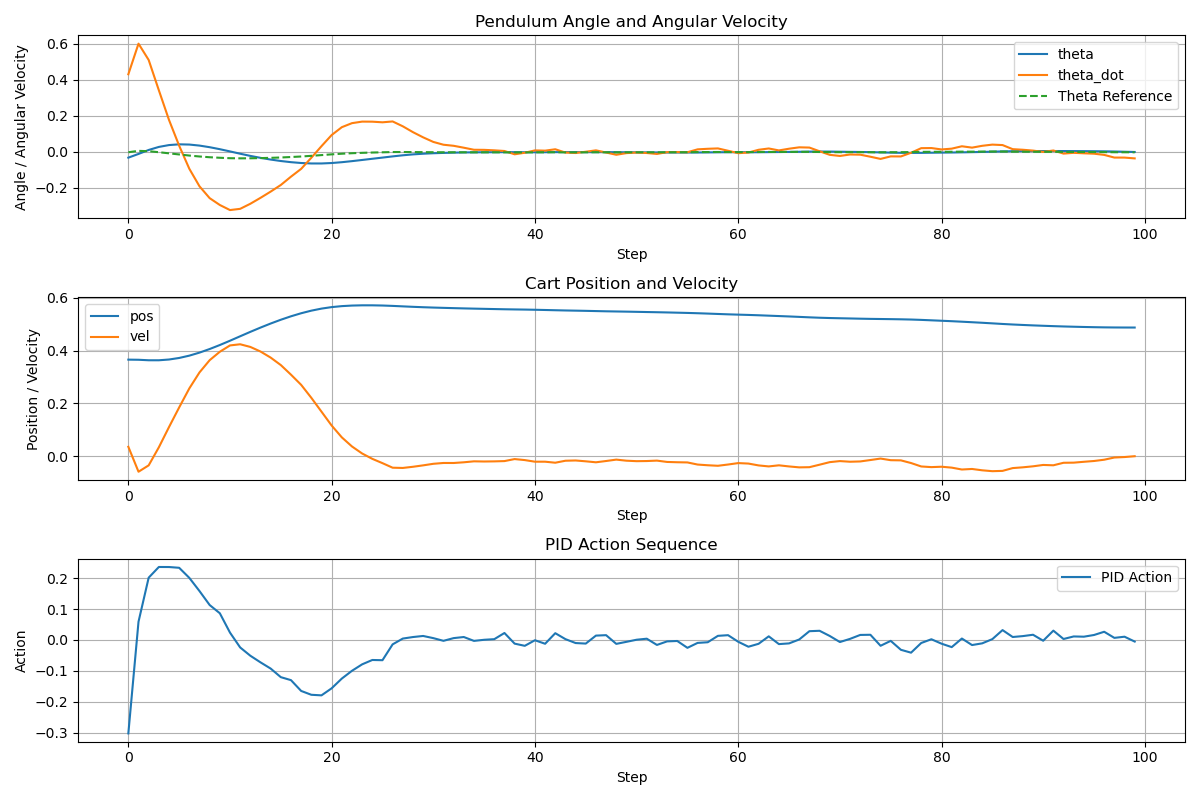 Pendulum Angle and Angular Velocity
Angle / Angular Velocity
0.6
0.4
0.2
0.0
−0.2
theta
theta_dot
Theta Reference
0 20 40 60 80 100
Step
Cart Position and Velocity
Position / Velocity
0.6
0.4
0.2
0.0
pos
vel
0 20 40 60 80 100
Step
PID Action Sequence
Action
0.2
0.1
0.0
−0.1
−0.2
−0.3
PID Action
0 20 40 60 80 100
Step